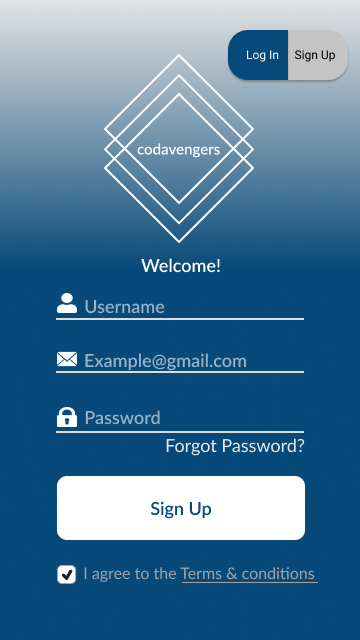 Log In Sign Up
codavengers
Welcome!
Username
Example@gmail.com
Password
Forgot Password?
Sign Up
I agree to the Terms & conditions